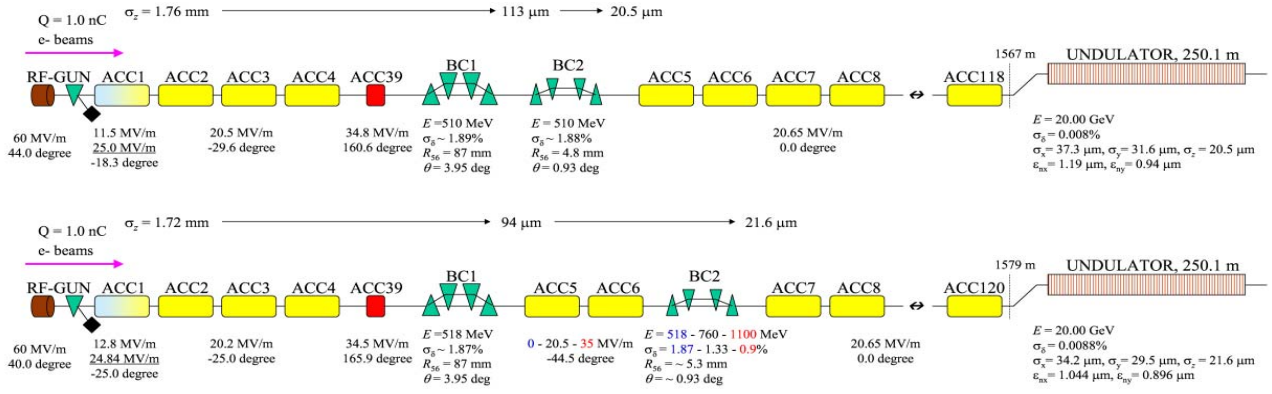 σz = 1.76 mm 113 μm 20.5 μm
Q = 1.0 nC
e- beams
1567 m
UNDULATOR, 250.1 m
RF-GUN ACC1 ACC2 ACC3 ACC4 ACC39 BC1 BC2 ACC5 ACC6 ACC7 ACC8 ACC118
60 MV/m
44.0 degree
11.5 MV/m
25.0 MV/m
-18.3 degree
20.5 MV/m
-29.6 degree
34.8 MV/m
160.6 degree
E =510 MeV
σδ ~ 1.89%
R56 = 87 mm
θ = 3.95 deg
E = 510 MeV
σδ ~ 1.88%
R56 = 4.8 mm
θ = 0.93 deg
20.65 MV/m
0.0 degree
E = 20.00 GeV
σδ = 0.008%
σx= 37.3 μm, σy= 31.6 μm, σz = 20.5 μm
εnx = 1.19 μm, εny = 0.94 μm
σz = 1.72 mm 94 μm 21.6 μm
Q = 1.0 nC
e- beams
1579 m
UNDULATOR, 250.1 m
RF-GUN ACC1 ACC2 ACC3 ACC4 ACC39 BC1 ACC5 ACC6 BC2 ACC7 ACC8 ACC120
60 MV/m
40.0 degree
12.8 MV/m
24.84 MV/m
-25.0 degree
20.2 MV/m
-25.0 degree
34.5 MV/m
165.9 degree
E =518 MeV
σδ ~ 1.87%
R56 = 87 mm
θ = 3.95 deg
0 - 20.5 - 35 MV/m
-44.5 degree
E = 518 - 760 - 1100 MeV
σδ = 1.87 - 1.33 - 0.9%
R56 = ~ 5.3 mm
θ = ~ 0.93 deg
20.65 MV/m
0.0 degree
E = 20.00 GeV
σδ = 0.0088%
σx= 34.2 μm, σy= 29.5 μm, σz = 21.6 μm
εnx = 1.044 μm, εny = 0.896 μm